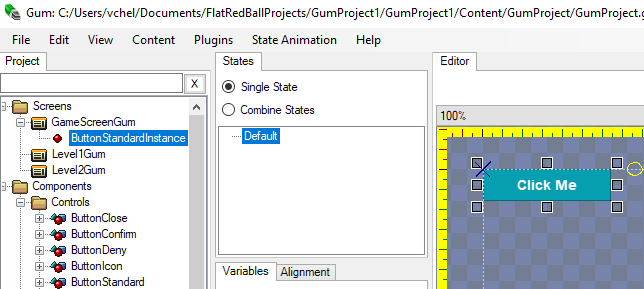 Gum: C:/Users/vchel/Documents/FlatRedBallProjects/GumProject1/GumProject1/Content/GumProject/GumProject.g
File Edit View Content Plugins State Animation Help
Project States Editor
X
Single State
Combine States
Default
Screens
GameScreenGum
ButtonStandardInstance
Level1Gum
Level2Gum
Components
Controls
ButtonClose
ButtonConfirm
ButtonDeny
ButtonIcon
ButtonStandard
Variables Alignment
100%
Click Me